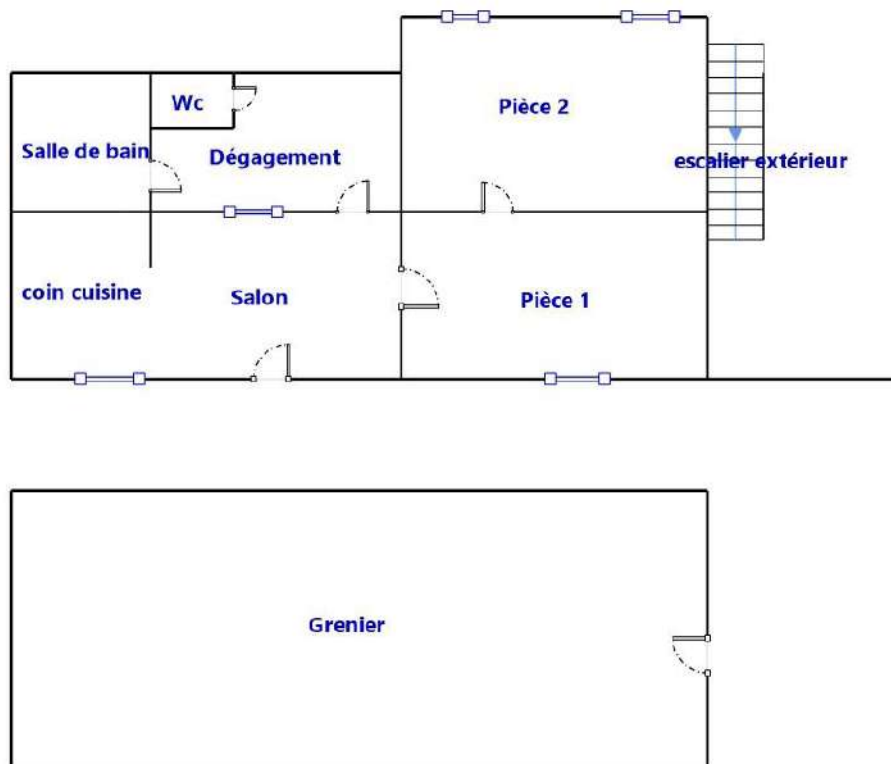 Wc
Pièce 2
Salle de bain
Dégagement
escalier extérieur
coin cuisine
Salon
Pièce 1
Grenier